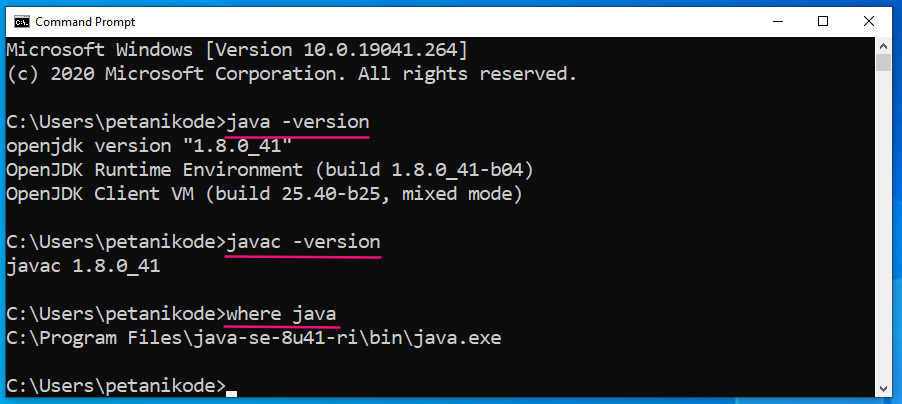 Command Prompt
Microsoft Windows [Version 10.0.19041.264]
(c) 2020 Microsoft Corporation. All rights reserved.
C:\Users\petanikode>java -version
openjdk version "1.8.0_41"
OpenJDK Runtime Environment (build 1.8.0_41-b04)
OpenJDK Client VM (build 25.40-b25, mixed mode)
C:\Users\petanikode>javac -version
javac 1.8.0_41
C:\Users\petanikode>where java
C:\Program Files\java-se-8u41-ri\bin\java.exe
C:\Users\petanikode>